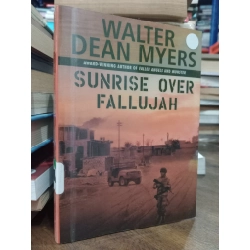 WALTER
DEAN MYERS
AWARD-WINNING AUTHOR OF FALLEN ANGELS AND MONSTER
SUNRISE OVER
FALLUJAH